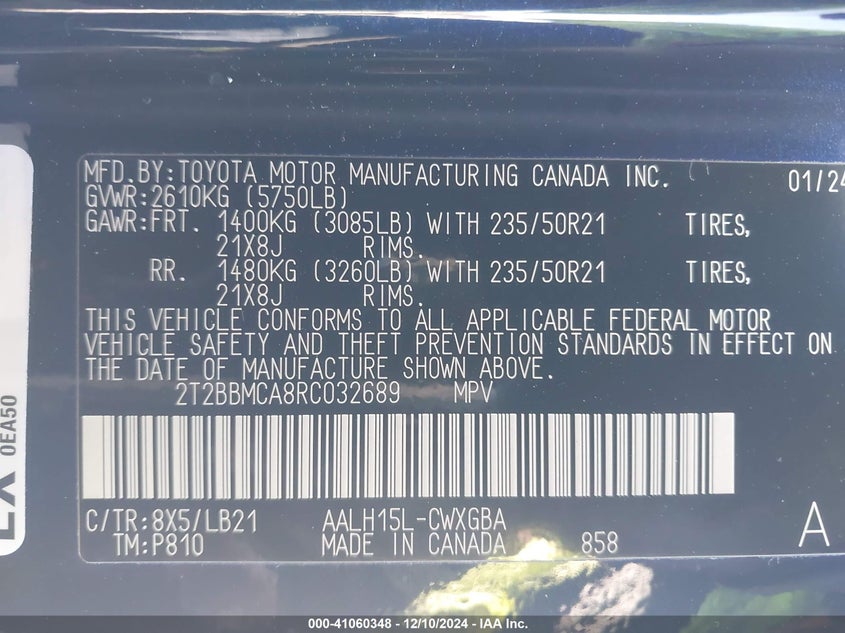 MFD.BY:TOYOTA MOTOR MANUFACTURING CANADA INC. 01/24
GVWR:2610KG (5750LB)
GAWR:FRT. 1400KG (3085LB) WITH 235/50R21 TIRES,
21X8J RIMS.
RR. 1480KG (3260LB) WITH 235/50R21 TIRES,
21X8J RIMS.
THIS VEHICLE CONFORMS TO ALL APPLICABLE FEDERAL MOTOR
VEHICLE SAFETY AND THEFT PREVENTION STANDARDS IN EFFECT ON
THE DATE OF MANUFACTURE SHOWN ABOVE.
2T2BBMCA8RC032689 MPV
C/TR:8X5/LB21 AALH15L-CWXGBA A
TM:P810 MADE IN CANADA 858
0EA50
000-41060348 - 12/10/2024 - IAA Inc.